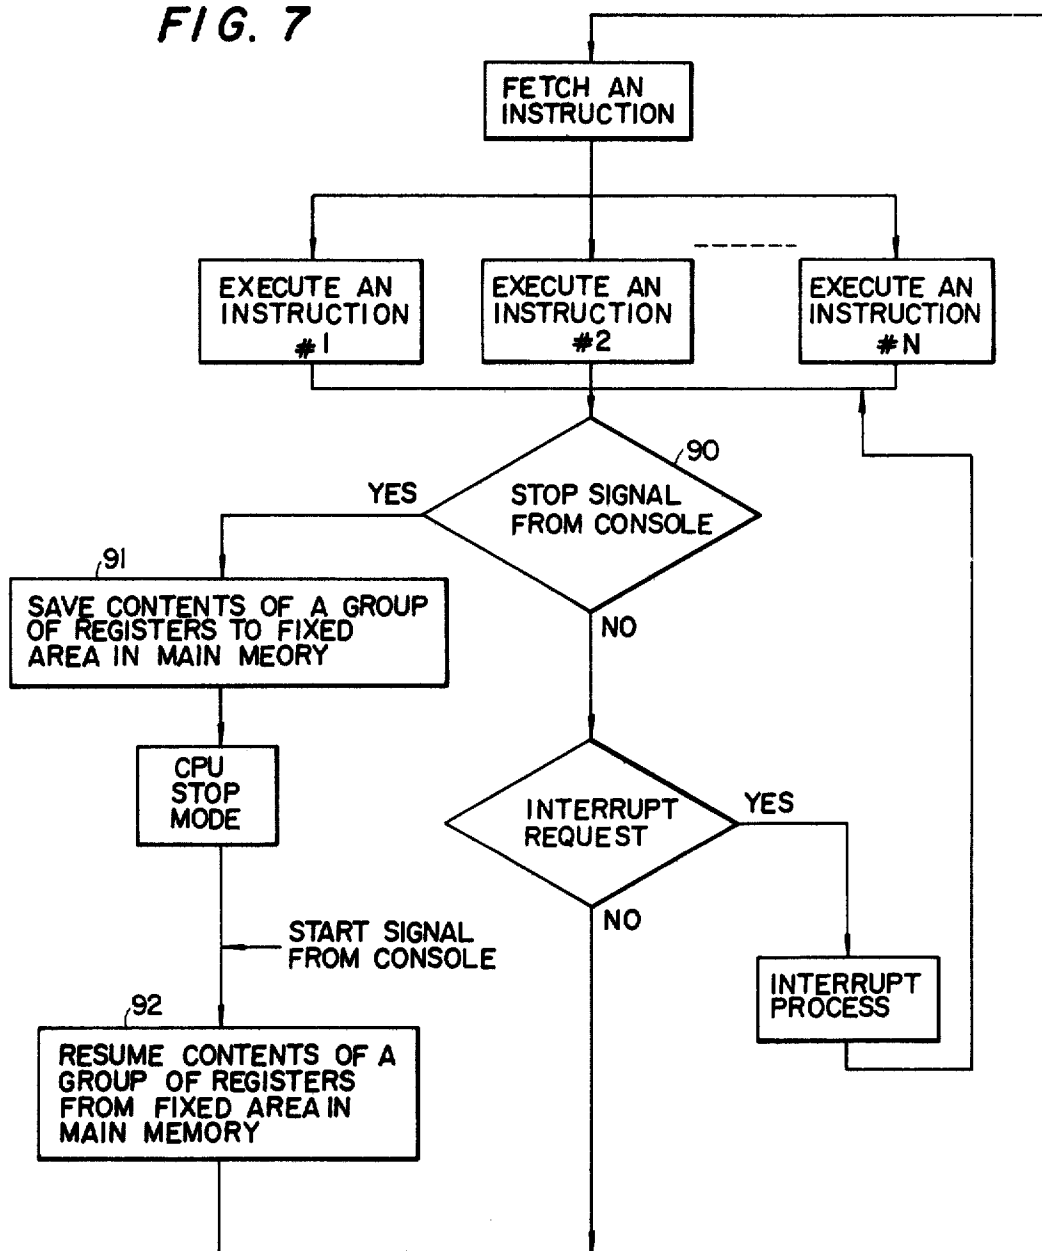 FIG. 7
FETCH AN
INSTRUCTION
EXECUTE AN
INSTRUCTION
#1
EXECUTE AN
INSTRUCTION
#2
EXECUTE AN
INSTRUCTION
#N
90
STOP SIGNAL
FROM CONSOLE
YES
NO
91
SAVE CONTENTS OF A GROUP
OF REGISTERS TO FIXED
AREA IN MAIN MEORY
CPU
STOP
MODE
INTERRUPT
REQUEST
YES
NO
START SIGNAL
FROM CONSOLE
INTERRUPT
PROCESS
92
RESUME CONTENTS OF A
GROUP OF REGISTERS
FROM FIXED AREA IN
MAIN MEMORY